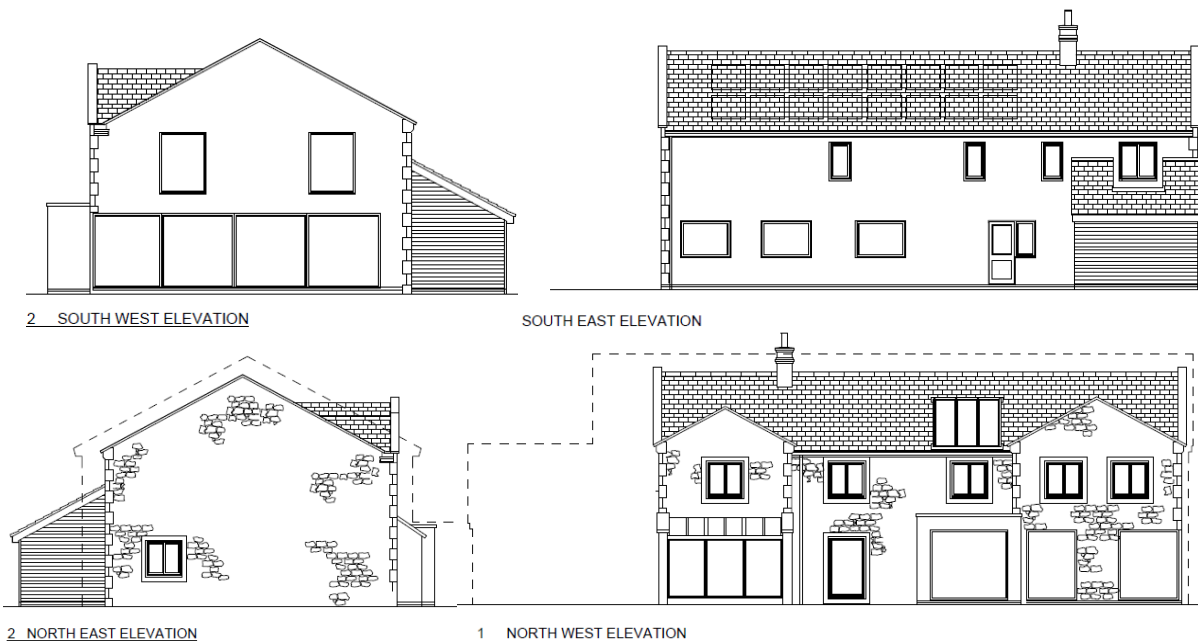 2 SOUTH WEST ELEVATION
SOUTH EAST ELEVATION
2 NORTH EAST ELEVATION
1 NORTH WEST ELEVATION